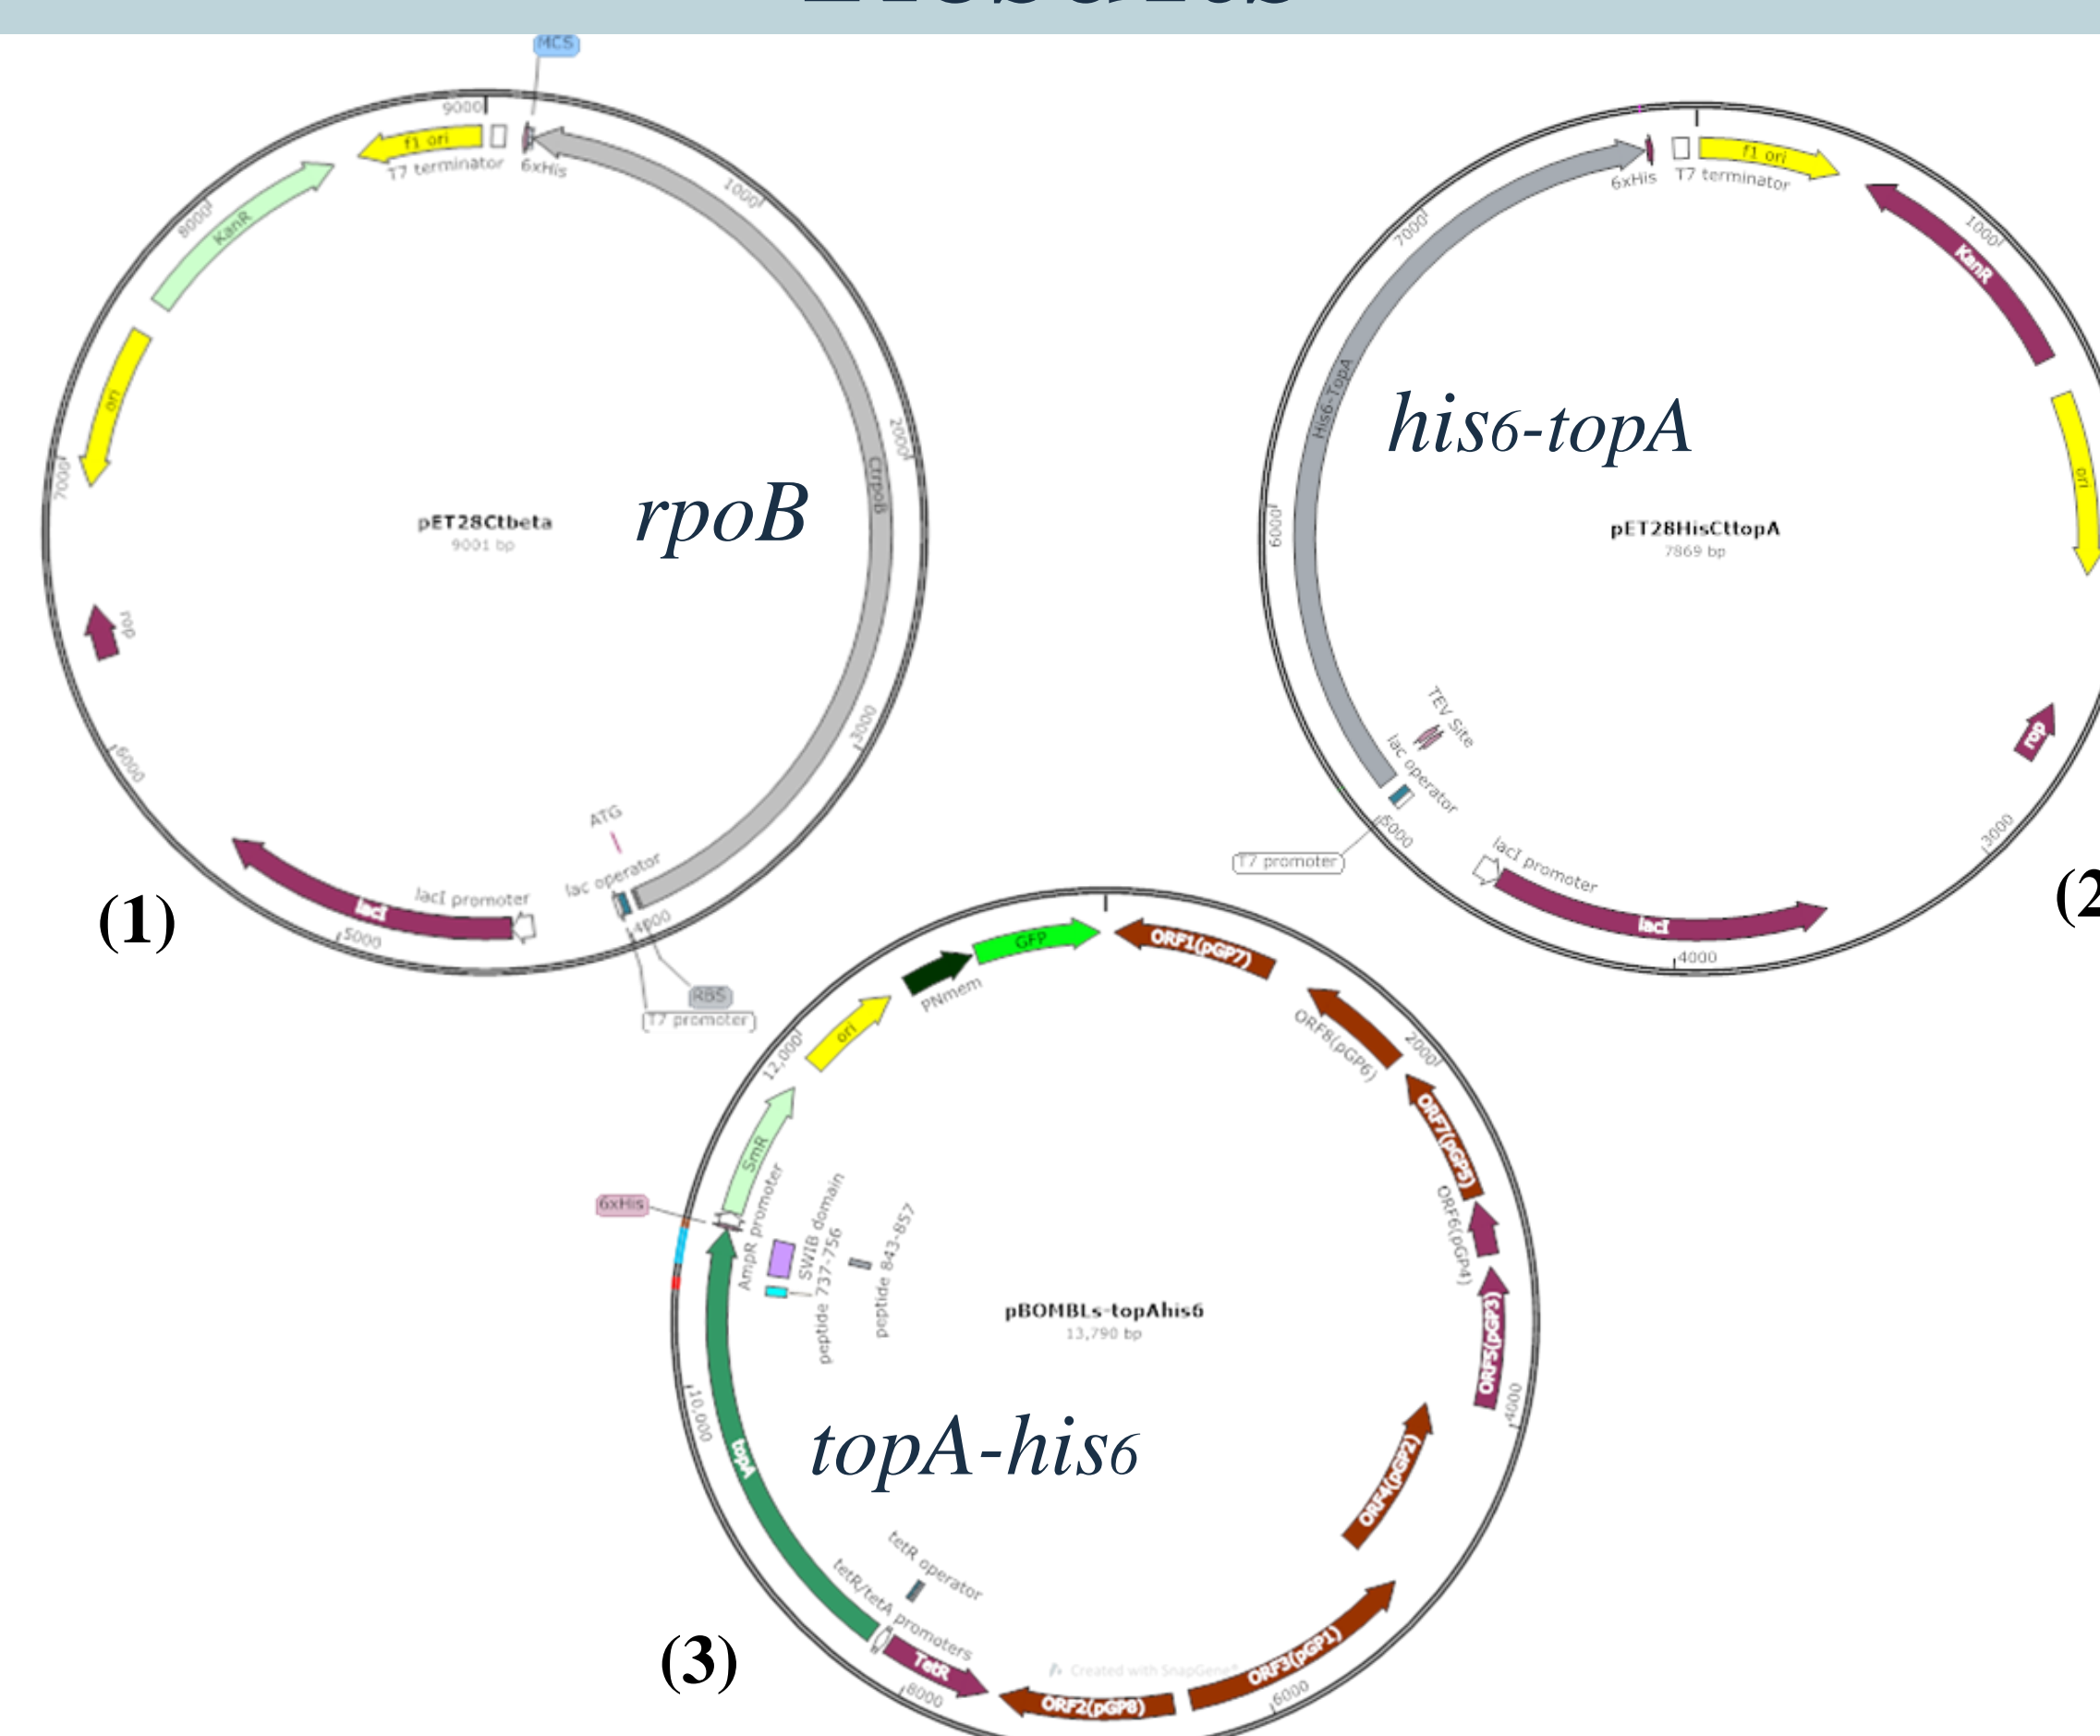 MCS
9000
f1 ori
T7 terminator
6xHis
KanR
8000
1000
ori
7000
2000
CtrpoB
pET28Ctbeta
9001 bp
rpoB
rop
6000
3000
ATG
lac operator
lacI promoter
lacI
5000
4000
RBS
T7 promoter
(1)
6xHis
T7 terminator
f1 ori
KanR
1000
7000
His6-TopA
his6-topA
ori
6000
pET28HisCttopA
7869 bp
TEV Site
lac operator
5000
T7 promoter
rop
3000
lacI promoter
lacI
4000
(2
GFP
PNmem
ORF1(pGP7)
ORF8(pGP6)
2000
ori
12,000
ORF7(pGP5)
SmR
6xHis
AmpR promoter
SWIB domain
peptide 737-756
peptide 843-857
ORF6(pGP4)
ORF5(pGP3)
pBOMBLs-topAhis6
13,790 bp
4000
10,000
topA
topA-his6
ORF4(pGP2)
tetR operator
tetR/tetA promoters
TetR
8000
Created with SnapGene®
ORF3(pGP1)
ORF2(pGP8)
6000
(3)